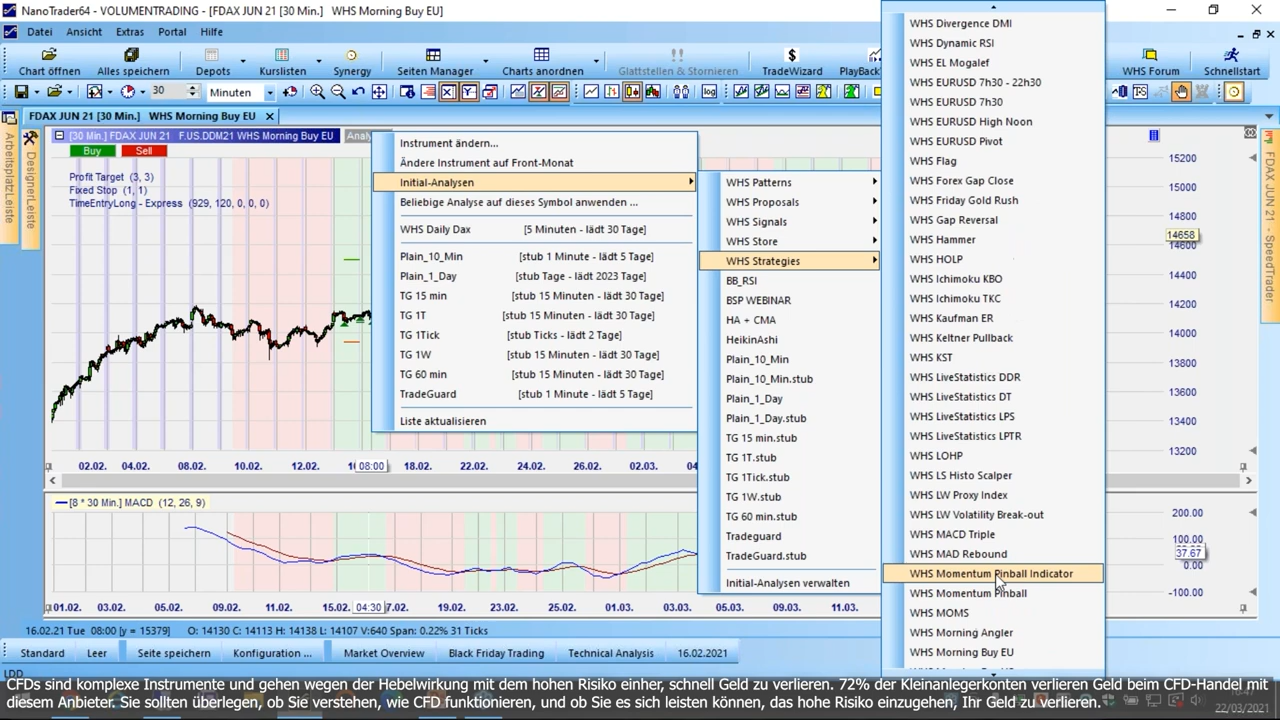 NanoTrader64 - VOLUMENTRADING - [FDAX JUN 21 [30 Min.]   WHS Morning Buy EU]
Datei Ansicht Extras Portal Hilfe
Chart öffnen Alles speichern Depots Kurslisten Synergy Seiten Manager Charts anordnen Glattstellen & Stornieren TradeWizard PlayBack WHS Forum Schnellstart
30 Minuten
FDAX JUN 21 [30 Min.]   WHS Morning Buy EU
ArbeitsplatzLeiste
DesignerLeiste
[30 Min.] FDAX JUN 21   F.US.DDM21 WHS Morning Buy EU
Buy Sell
Profit Target (3, 3)
Fixed Stop (1, 1)
TimeEntryLong - Express (929, 120, 0, 0, 0)
Instrument ändern...
Ändere Instrument auf Front-Monat
Initial-Analysen
Beliebige Analyse auf dieses Symbol anwenden ...
WHS Daily Dax [5 Minuten - lädt 30 Tage]
Plain_10_Min [stub 1 Minute - lädt 5 Tage]
Plain_1_Day [stub Tage - lädt 2023 Tage]
TG 15 min [stub 15 Minuten - lädt 30 Tage]
TG 1T [stub 15 Minuten - lädt 30 Tage]
TG 1Tick [stub Ticks - lädt 2 Tage]
TG 1W [stub 15 Minuten - lädt 30 Tage]
TG 60 min [stub 15 Minuten - lädt 30 Tage]
TradeGuard [stub 1 Minute - lädt 5 Tage]
Liste aktualisieren
WHS Patterns
WHS Proposals
WHS Signals
WHS Store
WHS Strategies
BB_RSI
BSP WEBINAR
HA + CMA
HeikinAshi
Plain_10_Min
Plain_10_Min.stub
Plain_1_Day
Plain_1_Day.stub
TG 15 min.stub
TG 1T.stub
TG 1Tick.stub
TG 1W.stub
TG 60 min.stub
Tradeguard
TradeGuard.stub
Initial-Analysen verwalten
WHS Divergence DMI
WHS Dynamic RSI
WHS EL Mogalef
WHS EURUSD 7h30 - 22h30
WHS EURUSD 7h30
WHS EURUSD High Noon
WHS EURUSD Pivot
WHS Flag
WHS Forex Gap Close
WHS Friday Gold Rush
WHS Gap Reversal
WHS Hammer
WHS HOLP
WHS Ichimoku KBO
WHS Ichimoku TKC
WHS Kaufman ER
WHS Keltner Pullback
WHS KST
WHS LiveStatistics DDR
WHS LiveStatistics DT
WHS LiveStatistics LPS
WHS LiveStatistics LPTR
WHS LOHP
WHS LS Histo Scalper
WHS LW Proxy Index
WHS LW Volatility Break-out
WHS MACD Triple
WHS MAD Rebound
WHS Momentum Pinball Indicator
WHS Momentum Pinball
WHS MOMS
WHS Morning Angler
WHS Morning Buy EU
15200
15000
14800
14658
14600
14400
14200
14000
13800
13600
13400
13200
FDAX JUN 21 - SpeedTrader
02.02. 04.02. 08.02. 10.02. 12.02. 08:00 18.02. 22.02. 24.02. 26.02. 02.03.
[8 * 30 Min.] MACD (12, 26, 9)
200.00
100.00
37.67
0.00
-100.00
01.02. 03.02. 05.02. 09.02. 11.02. 15.02. 04:30 19.02. 23.02. 25.02. 01.03. 03.03. 05.03. 09.03. 11.03.
16.02.21 Tue 08:00 [y = 15379] O: 14130 C: 14113 H: 14138 L: 14107 V:640 Span: 0.22% 31 Ticks
Standard Leer Seite speichern Konfiguration ... Market Overview Black Friday Trading Technical Analysis 16.02.2021
CFDs sind komplexe Instrumente und gehen wegen der Hebelwirkung mit dem hohen Risiko einher, schnell Geld zu verlieren. 72% der Kleinanlegerkonten verlieren Geld beim CFD-Handel mit
diesem Anbieter. Sie sollten überlegen, ob Sie verstehen, wie CFD funktionieren, und ob Sie es sich leisten können, das hohe Risiko einzugehen, Ihr Geld zu verlieren.
22/03/2021